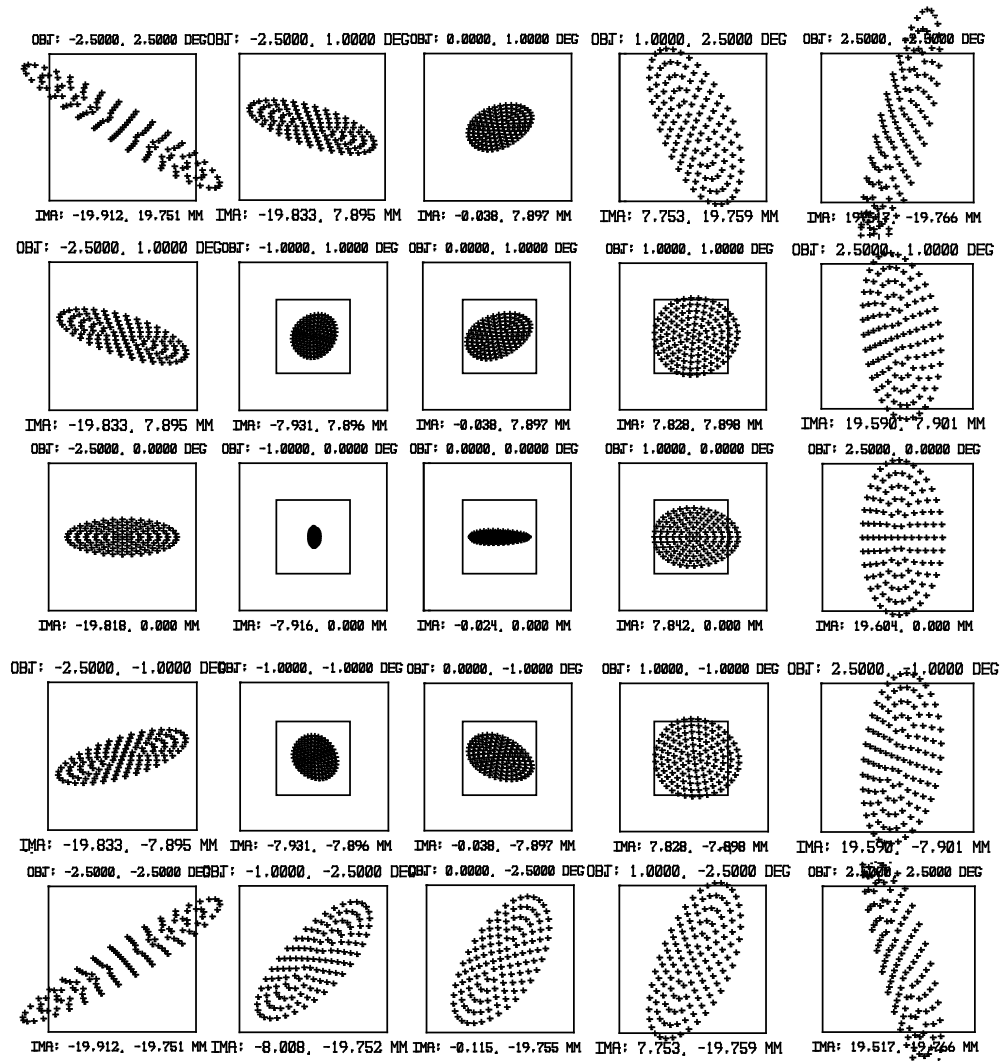 OBJ: -2.5000, 2.5000 DEG
OBJ: -2.5000, 1.0000 DEG
OBJ: 0.0000, 1.0000 DEG
OBJ: 1.0000, 2.5000 DEG
OBJ: 2.5000, -2.5000 DEG
IMA: -19.912, 19.751 MM
IMA: -19.833, 7.895 MM
IMA: -0.038, 7.897 MM
IMA: 7.753, 19.759 MM
IMA: 19.517, -19.766 MM
OBJ: -2.5000, 1.0000 DEG
OBJ: -1.0000, 1.0000 DEG
OBJ: 0.0000, 1.0000 DEG
OBJ: 1.0000, 1.0000 DEG
OBJ: 2.5000, 1.0000 DEG
IMA: -19.833, 7.895 MM
IMA: -7.931, 7.896 MM
IMA: -0.038, 7.897 MM
IMA: 7.828, 7.898 MM
IMA: 19.590, 7.901 MM
OBJ: -2.5000, 0.0000 DEG
OBJ: -1.0000, 0.0000 DEG
OBJ: 0.0000, 0.0000 DEG
OBJ: 1.0000, 0.0000 DEG
OBJ: 2.5000, 0.0000 DEG
IMA: -19.818, 0.000 MM
IMA: -7.916, 0.000 MM
IMA: -0.024, 0.000 MM
IMA: 7.842, 0.000 MM
IMA: 19.604, 0.000 MM
OBJ: -2.5000, -1.0000 DEG
OBJ: -1.0000, -1.0000 DEG
OBJ: 0.0000, -1.0000 DEG
OBJ: 1.0000, -1.0000 DEG
OBJ: 2.5000, -1.0000 DEG
IMA: -19.833, -7.895 MM
IMA: -7.931, -7.896 MM
IMA: -0.038, -7.897 MM
IMA: 7.828, -7.898 MM
IMA: 19.590, -7.901 MM
OBJ: -2.5000, -2.5000 DEG
OBJ: -1.0000, -2.5000 DEG
OBJ: 0.0000, -2.5000 DEG
OBJ: 1.0000, -2.5000 DEG
OBJ: 2.5000, 2.5000 DEG
IMA: -19.912, -19.751 MM
IMA: -8.008, -19.752 MM
IMA: -0.115, -19.755 MM
IMA: 7.753, -19.759 MM
IMA: 19.517, 19.766 MM